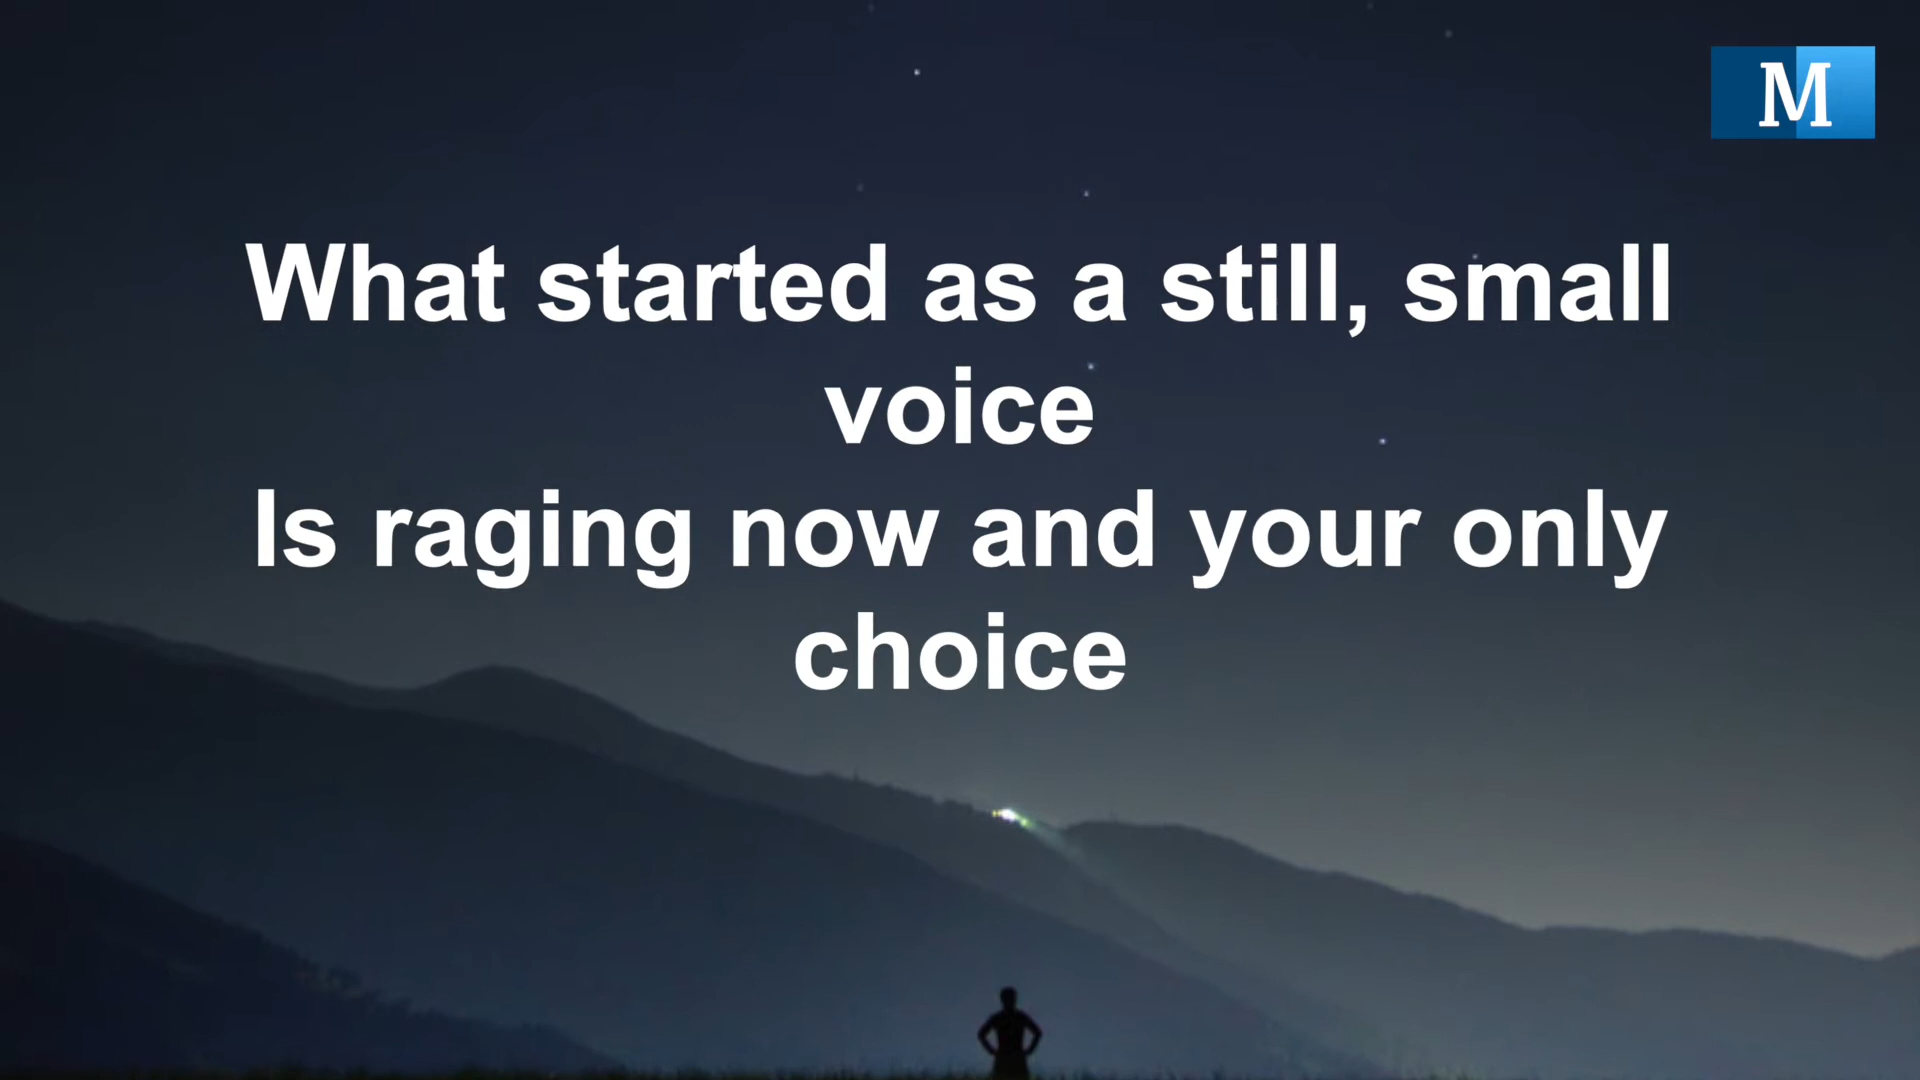 M
What started as a still, small
voice
Is raging now and your only
choice